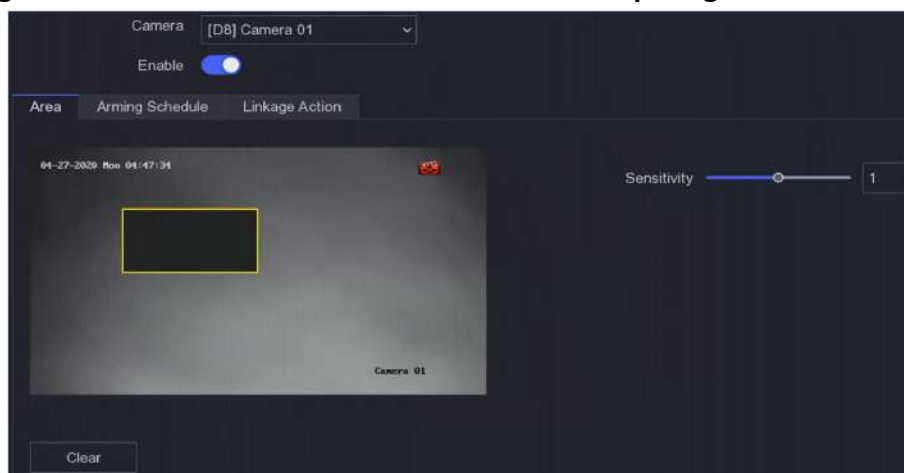 Camera [D8] Camera 01
Enable
Area Arming Schedule Linkage Action
04-27-2020 Mon 04:47:34
Sensitivity 1
Camera 01
Clear